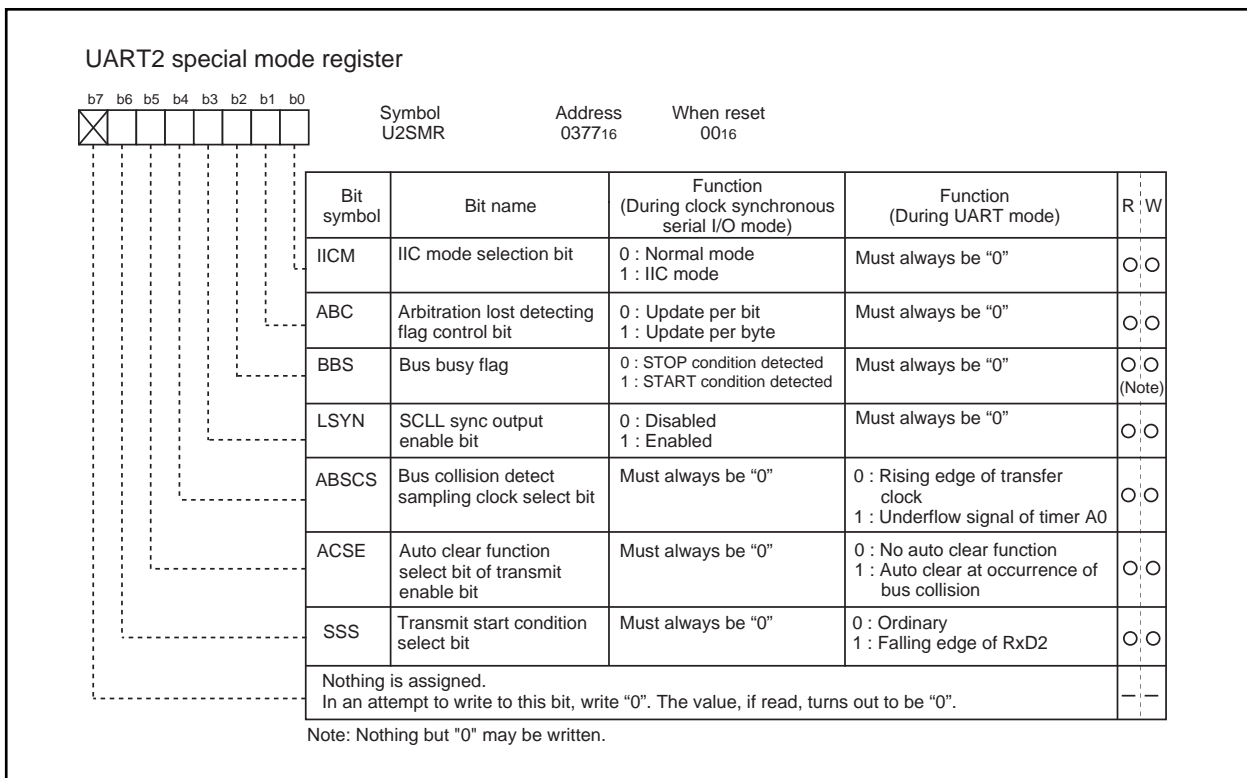 UART2 special mode register
b7 b6 b5 b4 b3 b2 b1 b0
Symbol Address When reset
U2SMR 037716 0016
Bit symbol Bit name Function (During clock synchronous serial I/O mode) Function (During UART mode) R W
IICM IIC mode selection bit 0 : Normal mode Must always be “0”
1 : IIC mode
ABC Arbitration lost detecting 0 : Update per bit Must always be “0”
flag control bit 1 : Update per byte
BBS Bus busy flag 0 : STOP condition detected Must always be “0”
1 : START condition detected (Note)
LSYN SCLL sync output 0 : Disabled Must always be “0”
enable bit 1 : Enabled
ABSCS Bus collision detect Must always be “0” 0 : Rising edge of transfer
sampling clock select bit clock
1 : Underflow signal of timer A0
ACSE Auto clear function Must always be “0” 0 : No auto clear function
select bit of transmit 1 : Auto clear at occurrence of
enable bit bus collision
SSS Transmit start condition Must always be “0” 0 : Ordinary
select bit 1 : Falling edge of RxD2
Nothing is assigned.
In an attempt to write to this bit, write “0”. The value, if read, turns out to be “0”.
Note: Nothing but "0" may be written.